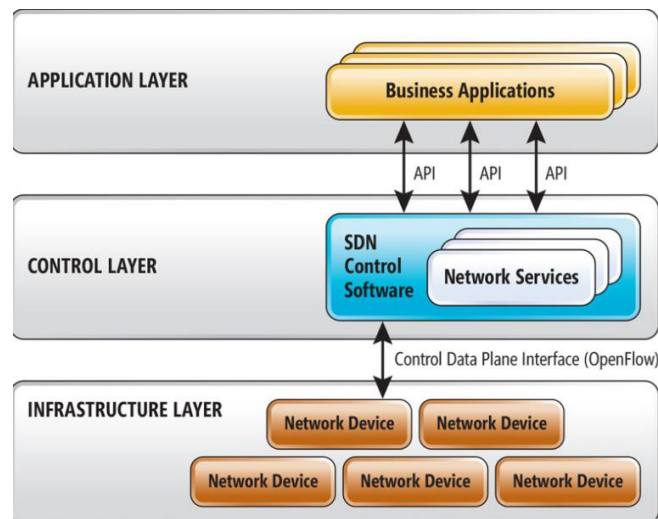 APPLICATION LAYER
Business Applications
API
API
API
CONTROL LAYER
SDN
Control
Software
Network Services
Control Data Plane Interface (OpenFlow)
INFRASTRUCTURE LAYER
Network Device
Network Device
Network Device
Network Device
Network Device